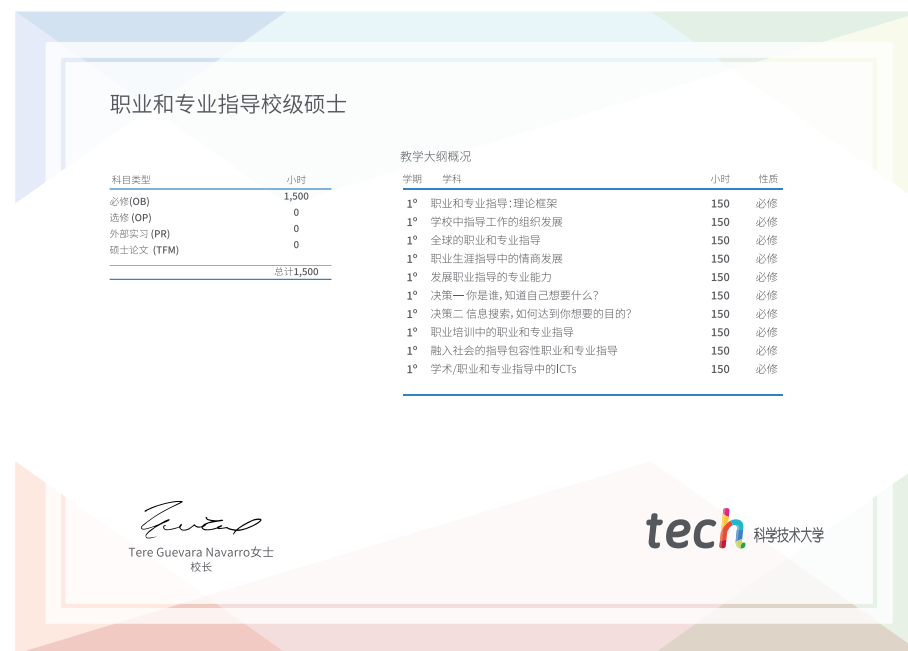 职业和专业指导校级硕士
科目类型 小时
必修(OB) 1,500
选修 (OP) 0
外部实习 (PR) 0
硕士论文 (TFM) 0
总计1,500
教学大纲概况
学期 学科 小时 性质
1º 职业和专业指导:理论框架 150 必修
1º 学校中指导工作的组织发展 150 必修
1º 全球的职业和专业指导 150 必修
1º 职业生涯指导中的情商发展 150 必修
1º 发展职业指导的专业能力 150 必修
1º 决策一 你是谁,知道自己想要什么? 150 必修
1º 决策二 信息搜索,如何达到你想要的目的? 150 必修
1º 职业培训中的职业和专业指导 150 必修
1º 融入社会的指导包容性职业和专业指导 150 必修
1º 学术/职业和专业指导中的ICTs 150 必修
Tere Guevara Navarro女士
校长
tech 科学技术大学